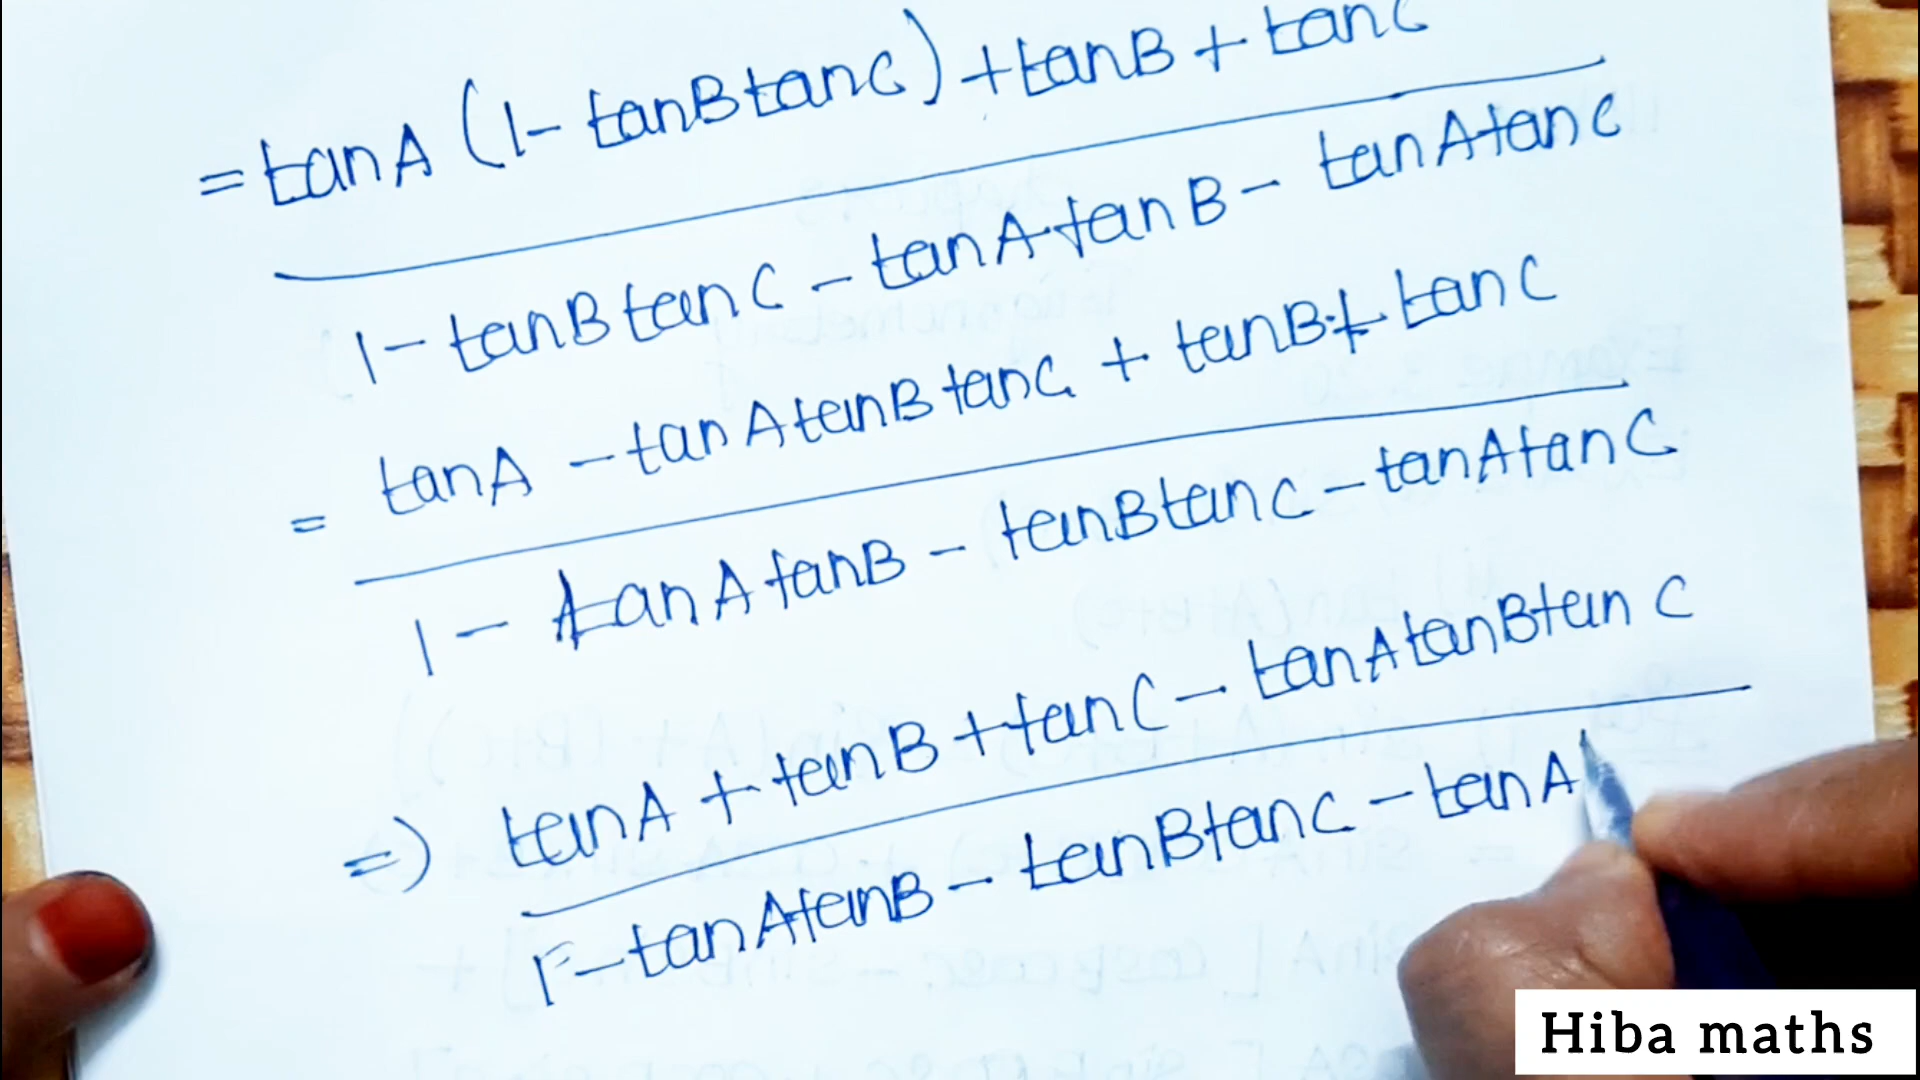 = tanA (1 - tanB tanC) + tanB + tanC
1 - tanB tanC - tanA tanB - tanA tanC
= tanA - tanA tanB tanC + tanB + tanC
1 - tanA tanB - tanB tanC - tanA tanC
=) tanA + tanB + tanC - tanA tanB tanC
1 - tanA tanB - tanB tanC - tanA
Hiba maths